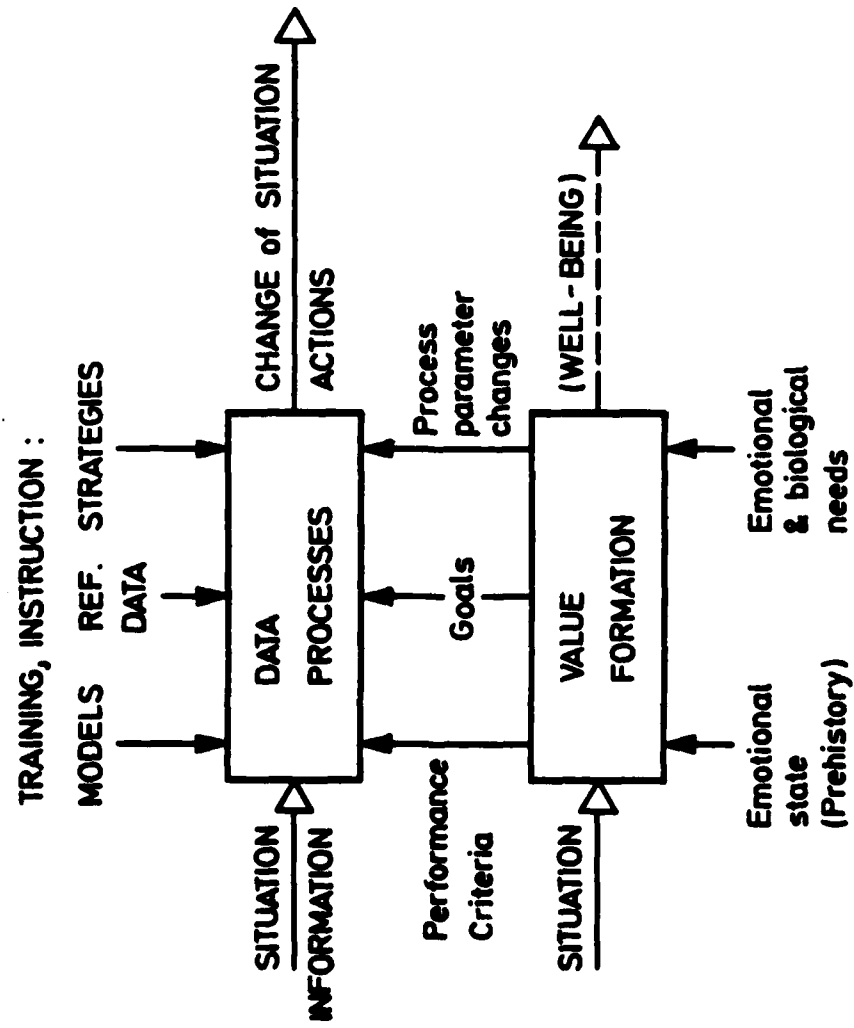 TRAINING, INSTRUCTION :
MODELS REF. STRATEGIES
DATA
SITUATION
INFORMATION
DATA
PROCESSES
CHANGE of SITUATION
ACTIONS
Performance
Criteria
Goals
Process
parameter
changes
SITUATION
VALUE
FORMATION
(WELL-BEING)
Emotional
state
(Prehistory)
Emotional
& biological
needs